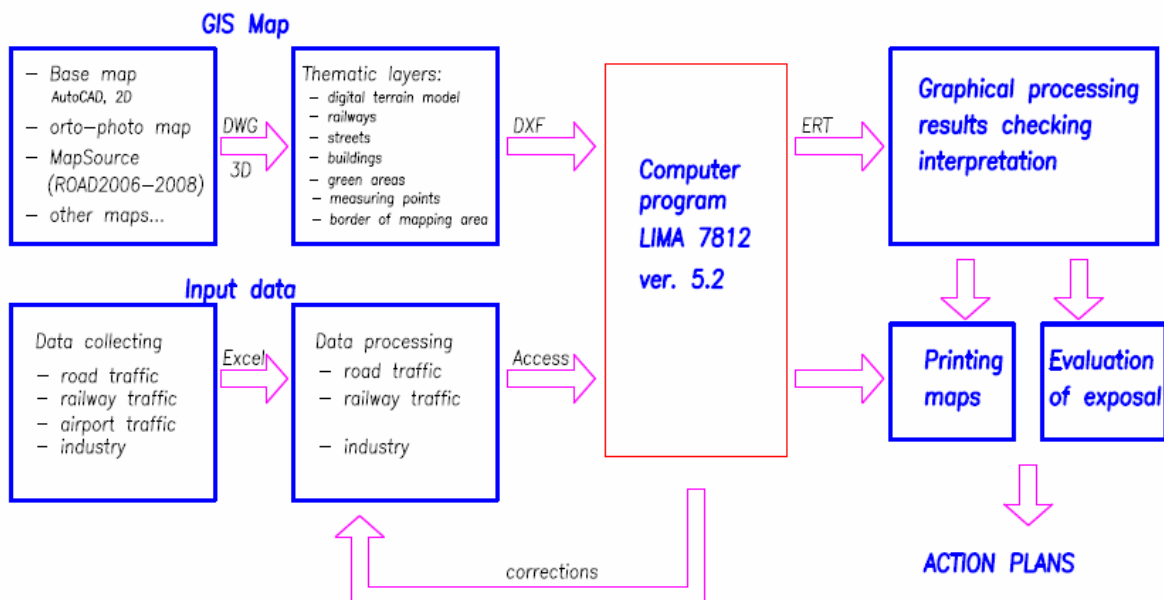 GIS Map
– Base map
AutoCAD, 2D
– orto–photo map
– MapSource
(ROAD2006–2008)
– other maps...
DWG
3D
Thematic layers:
– digital terrain model
– railways
– streets
– buildings
– green areas
– measuring points
– border of mapping area
DXF
Computer
program
LIMA 7812
ver. 5.2
ERT
Graphical processing
results checking
interpretation
Input data
Data collecting
– road traffic
– railway traffic
– airport traffic
– industry
Excel
Data processing
– road traffic
– railway traffic
– industry
Access
Printing
maps
Evaluation
of exposal
corrections
ACTION PLANS